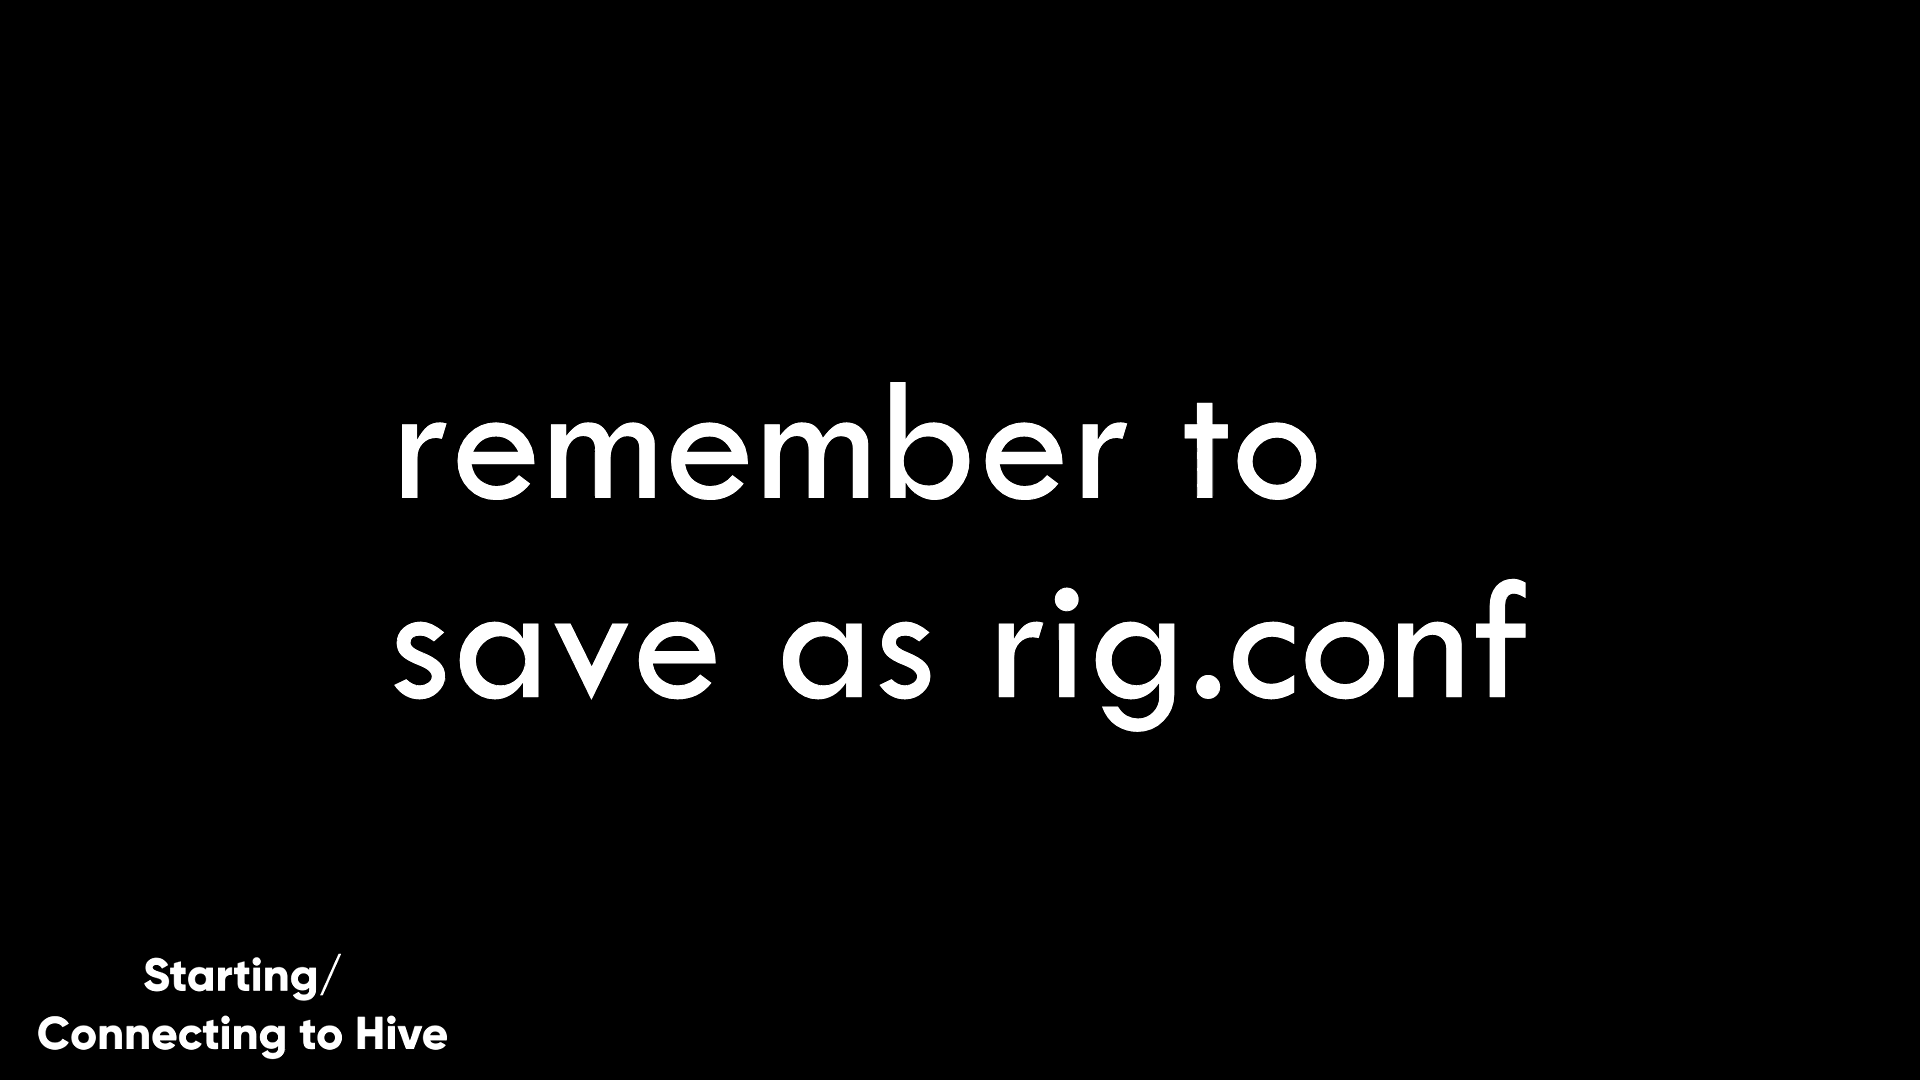 remember to
save as rig.conf
Starting/
Connecting to Hive